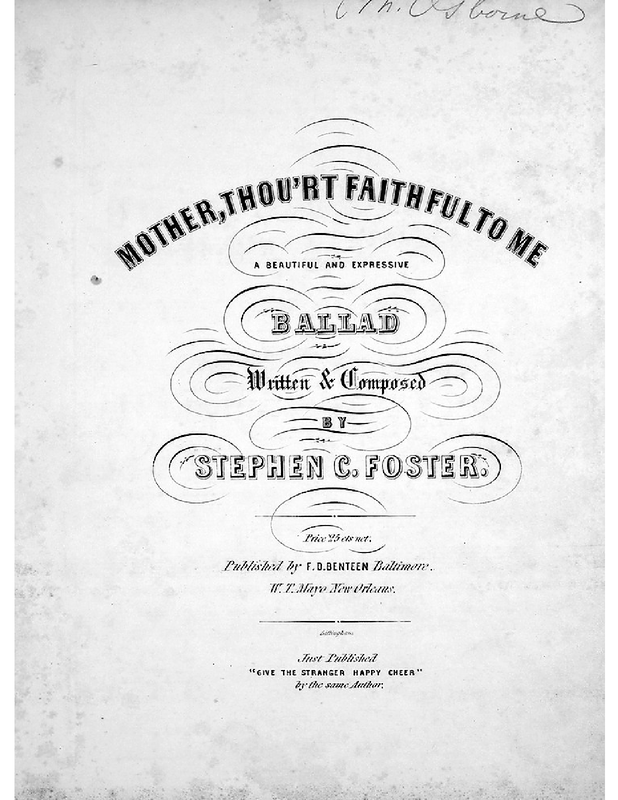 M. Osborne
MOTHER, THOU'RT FAITHFUL TO ME
A BEAUTIFUL AND EXPRESSIVE
BALLAD
Written & Composed
BY
STEPHEN C. FOSTER.
Price 25 cts net.
Published by F. D. BENTEEN Baltimore.
W. T. Mayo New Orleans.
Just Published
"GIVE THE STRANGER HAPPY CHEER"
by the same Author.